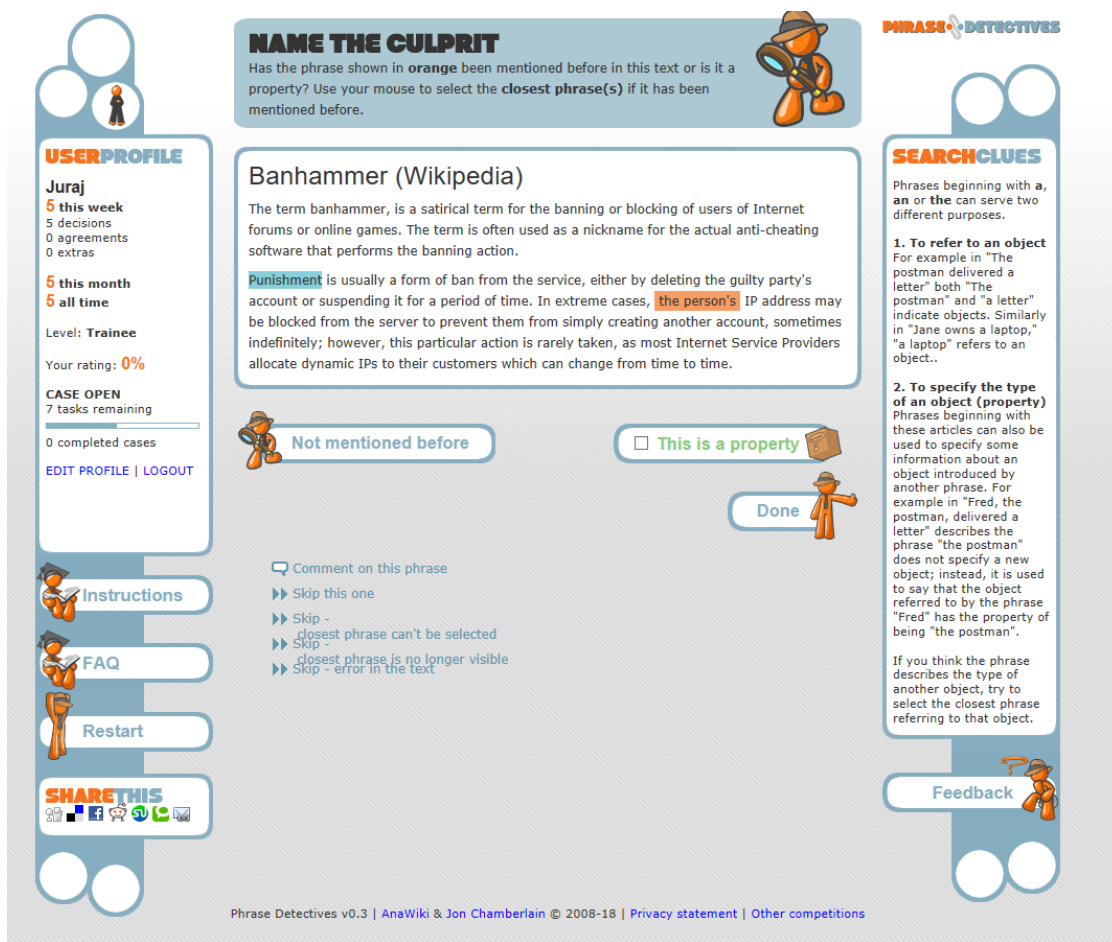 NAME THE CULPRIT
Has the phrase shown in orange been mentioned before in this text or is it a
property? Use your mouse to select the closest phrase(s) if it has been
mentioned before.
PHRASE DETECTIVES
USERPROFILE
Juraj
5 this week
5 decisions
0 agreements
0 extras
5 this month
5 all time
Level: Trainee
Your rating: 0%
CASE OPEN
7 tasks remaining
0 completed cases
EDIT PROFILE | LOGOUT
Instructions
FAQ
Restart
SHARETHIS
Banhammer (Wikipedia)
The term banhammer, is a satirical term for the banning or blocking of users of Internet
forums or online games. The term is often used as a nickname for the actual anti-cheating
software that performs the banning action.
Punishment is usually a form of ban from the service, either by deleting the guilty party's
account or suspending it for a period of time. In extreme cases, the person's IP address may
be blocked from the server to prevent them from simply creating another account, sometimes
indefinitely; however, this particular action is rarely taken, as most Internet Service Providers
allocate dynamic IPs to their customers which can change from time to time.
Not mentioned before
This is a property
Done
Comment on this phrase
Skip this one
Skip -
closest phrase can't be selected
Skip -
closest phrase is no longer visible
Skip - error in the text
SEARCHCLUES
Phrases beginning with a,
an or the can serve two
different purposes.
1. To refer to an object
For example in "The
postman delivered a
letter" both "The
postman" and "a letter"
indicate objects. Similarly
in "Jane owns a laptop,"
"a laptop" refers to an
object..
2. To specify the type
of an object (property)
Phrases beginning with
these articles can also be
used to specify some
information about an
object introduced by
another phrase. For
example in "Fred, the
postman, delivered a
letter" describes the
phrase "the postman"
does not specify a new
object; instead, it is used
to say that the object
referred to by the phrase
"Fred" has the property of
being "the postman".
If you think the phrase
describes the type of
another object, try to
select the closest phrase
referring to that object.
Feedback
Phrase Detectives v0.3 | AnaWiki & Jon Chamberlain © 2008-18 | Privacy statement | Other competitions